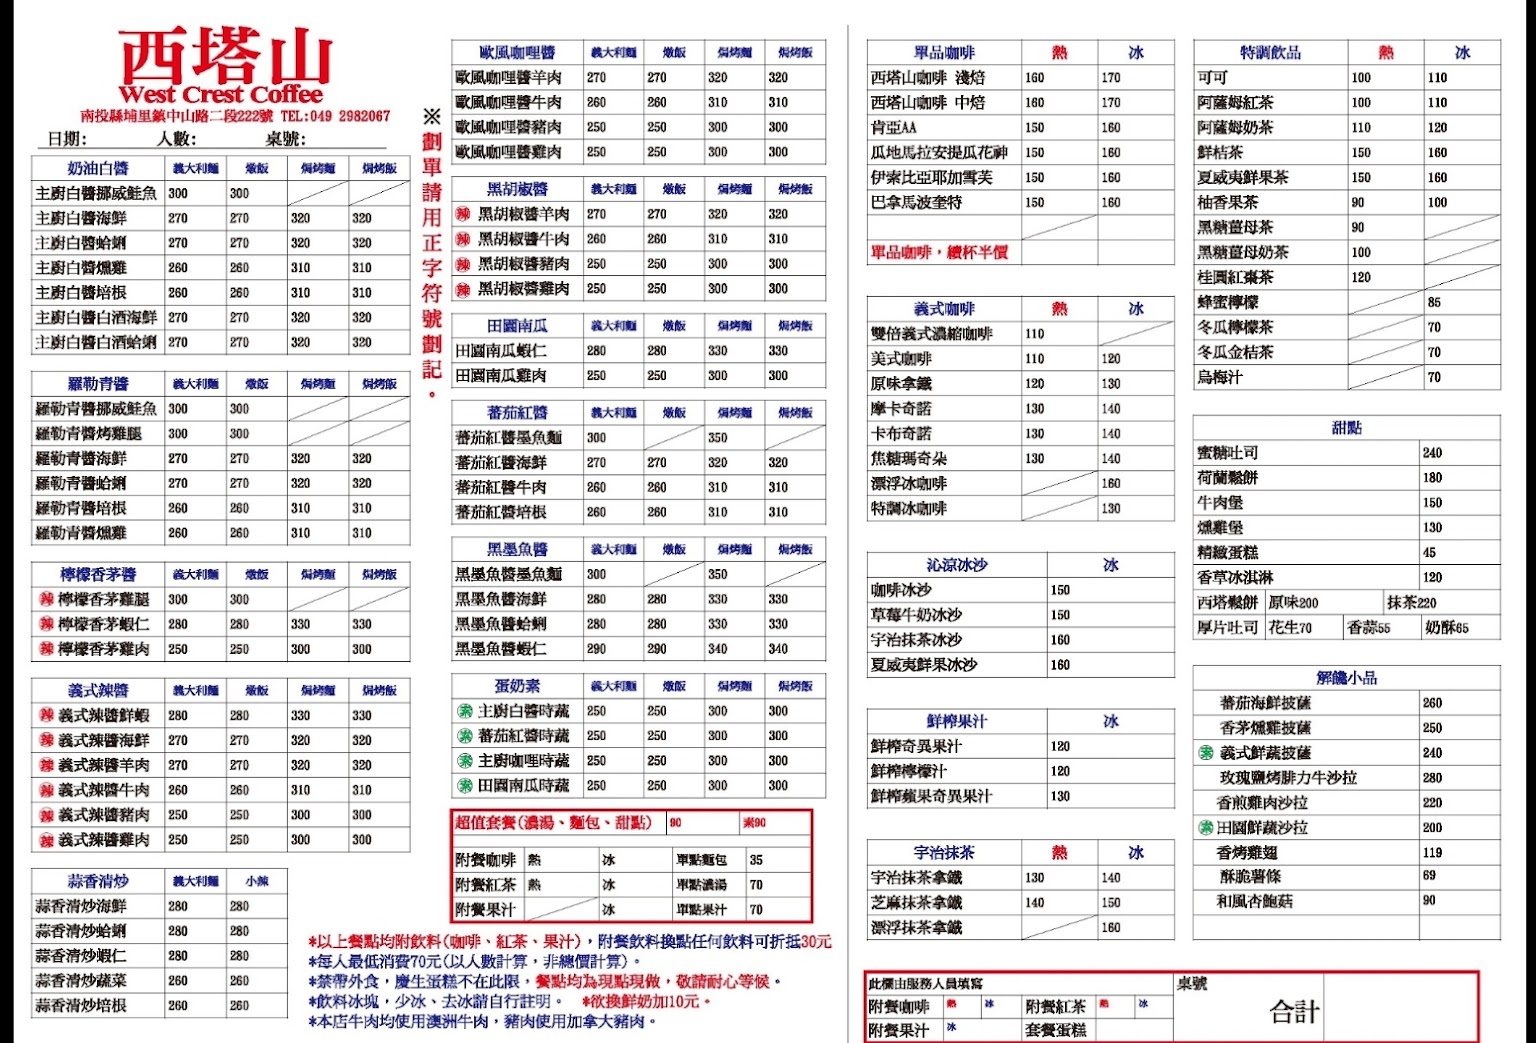 西塔山
West Crest Coffee
南投縣埔里鎮中山路二段222號 TEL:049 2982067
日期: 人數: 桌號:
奶油白醬 義大利麵 燉飯 焗烤麵 焗烤飯
主廚白醬挪威鮭魚 300 300
主廚白醬海鮮 270 270 320 320
主廚白醬蛤蜊 270 270 320 320
主廚白醬燻雞 260 260 310 310
主廚白醬培根 260 260 310 310
主廚白醬白酒海鮮 270 270 320 320
主廚白醬白酒蛤蜊 270 270 320 320
羅勒青醬 義大利麵 燉飯 焗烤麵 焗烤飯
羅勒青醬挪威鮭魚 300 300
羅勒青醬烤雞腿 300 300
羅勒青醬海鮮 270 270 320 320
羅勒青醬蛤蜊 270 270 320 320
羅勒青醬培根 260 260 310 310
羅勒青醬燻雞 260 260 310 310
檸檬香茅醬 義大利麵 燉飯 焗烤麵 焗烤飯
辣 檸檬香茅雞腿 300 300
辣 檸檬香茅蝦仁 280 280 330 330
辣 檸檬香茅雞肉 250 250 300 300
義式辣醬 義大利麵 燉飯 焗烤麵 焗烤飯
辣 義式辣醬鮮蝦 280 280 330 330
辣 義式辣醬海鮮 270 270 320 320
辣 義式辣醬羊肉 270 270 320 320
辣 義式辣醬牛肉 260 260 310 310
辣 義式辣醬豬肉 250 250 300 300
辣 義式辣醬雞肉 250 250 300 300
蒜香清炒 義大利麵 小辣
蒜香清炒海鮮 280 280
蒜香清炒蛤蜊 280 280
蒜香清炒蝦仁 280 280
蒜香清炒蔬菜 260 260
蒜香清炒培根 260 260
※劃單請用正字符號劃記。
歐風咖哩醬 義大利麵 燉飯 焗烤麵 焗烤飯
歐風咖哩醬羊肉 270 270 320 320
歐風咖哩醬牛肉 260 260 310 310
歐風咖哩醬豬肉 250 250 300 300
歐風咖哩醬雞肉 250 250 300 300
黑胡椒醬 義大利麵 燉飯 焗烤麵 焗烤飯
辣 黑胡椒醬羊肉 270 270 320 320
辣 黑胡椒醬牛肉 260 260 310 310
辣 黑胡椒醬豬肉 250 250 300 300
辣 黑胡椒醬雞肉 250 250 300 300
田園南瓜 義大利麵 燉飯 焗烤麵 焗烤飯
田園南瓜蝦仁 280 280 330 330
田園南瓜雞肉 250 250 300 300
蕃茄紅醬 義大利麵 燉飯 焗烤麵 焗烤飯
蕃茄紅醬墨魚麵 300 350
蕃茄紅醬海鮮 270 270 320 320
蕃茄紅醬牛肉 260 260 310 310
蕃茄紅醬培根 260 260 310 310
黑墨魚醬 義大利麵 燉飯 焗烤麵 焗烤飯
黑墨魚醬墨魚麵 300 350
黑墨魚醬海鮮 280 280 330 330
黑墨魚醬蛤蜊 280 280 330 330
黑墨魚醬蝦仁 290 290 340 340
蛋奶素 義大利麵 燉飯 焗烤麵 焗烤飯
素 主廚白醬時蔬 250 250 300 300
素 蕃茄紅醬時蔬 250 250 300 300
素 主廚咖哩時蔬 250 250 300 300
素 田園南瓜時蔬 250 250 300 300
超值套餐(濃湯、麵包、甜點) 90 素90
附餐咖啡 熱 冰 單點麵包 35
附餐紅茶 熱 冰 單點濃湯 70
附餐果汁 冰 單點果汁 70
*以上餐點均附飲料(咖啡、紅茶、果汁)，附餐飲料換點任何飲料可折抵30元
*每人最低消費70元(以人數計算，非總價計算)。
*禁帶外食，慶生蛋糕不在此限，餐點均為現點現做，敬請耐心等候。
*飲料冰塊，少冰、去冰請自行註明。 *欲換鮮奶加10元。
*本店牛肉均使用澳洲牛肉，豬肉使用加拿大豬肉。
單品咖啡 熱 冰
西塔山咖啡 淺焙 160 170
西塔山咖啡 中焙 160 170
肯亞AA 150 160
瓜地馬拉安提瓜花神 150 160
伊索比亞耶加雪芙 150 160
巴拿馬波奎特 150 160
單品咖啡，續杯半價
義式咖啡 熱 冰
雙倍義式濃縮咖啡 110
美式咖啡 110 120
原味拿鐵 120 130
摩卡奇諾 130 140
卡布奇諾 130 140
焦糖瑪奇朵 130 140
漂浮冰咖啡 160
特調冰咖啡 130
沁涼冰沙 冰
咖啡冰沙 150
草莓牛奶冰沙 150
宇治抹茶冰沙 160
夏威夷鮮果冰沙 160
鮮榨果汁 冰
鮮榨奇異果汁 120
鮮榨檸檬汁 120
鮮榨蘋果奇異果汁 130
宇治抹茶 熱 冰
宇治抹茶拿鐵 130 140
芝麻抹茶拿鐵 140 150
漂浮抹茶拿鐵 160
特調飲品 熱 冰
可可 100 110
阿薩姆紅茶 100 110
阿薩姆奶茶 110 120
鮮桔茶 150 160
夏威夷鮮果茶 150 160
柚香果茶 90 100
黑糖薑母茶 90
黑糖薑母奶茶 100
桂圓紅棗茶 120
蜂蜜檸檬 85
冬瓜檸檬茶 70
冬瓜金桔茶 70
烏梅汁 70
甜點
蜜糖吐司 240
荷蘭鬆餅 180
牛肉堡 150
燻雞堡 130
精緻蛋糕 45
香草冰淇淋 120
西塔鬆餅 原味200 抹茶220
厚片吐司 花生70 香蒜55 奶酥65
解饞小品
蕃茄海鮮披薩 260
香茅燻雞披薩 250
素 義式鮮蔬披薩 240
玫瑰鹽烤腓力牛沙拉 280
香煎雞肉沙拉 220
素 田園鮮蔬沙拉 200
香烤雞翅 119
酥脆薯條 69
和風杏鮑菇 90
此欄由服務人員填寫 桌號
附餐咖啡 熱 冰 附餐紅茶 熱 冰 合計
附餐果汁 冰 套餐蛋糕